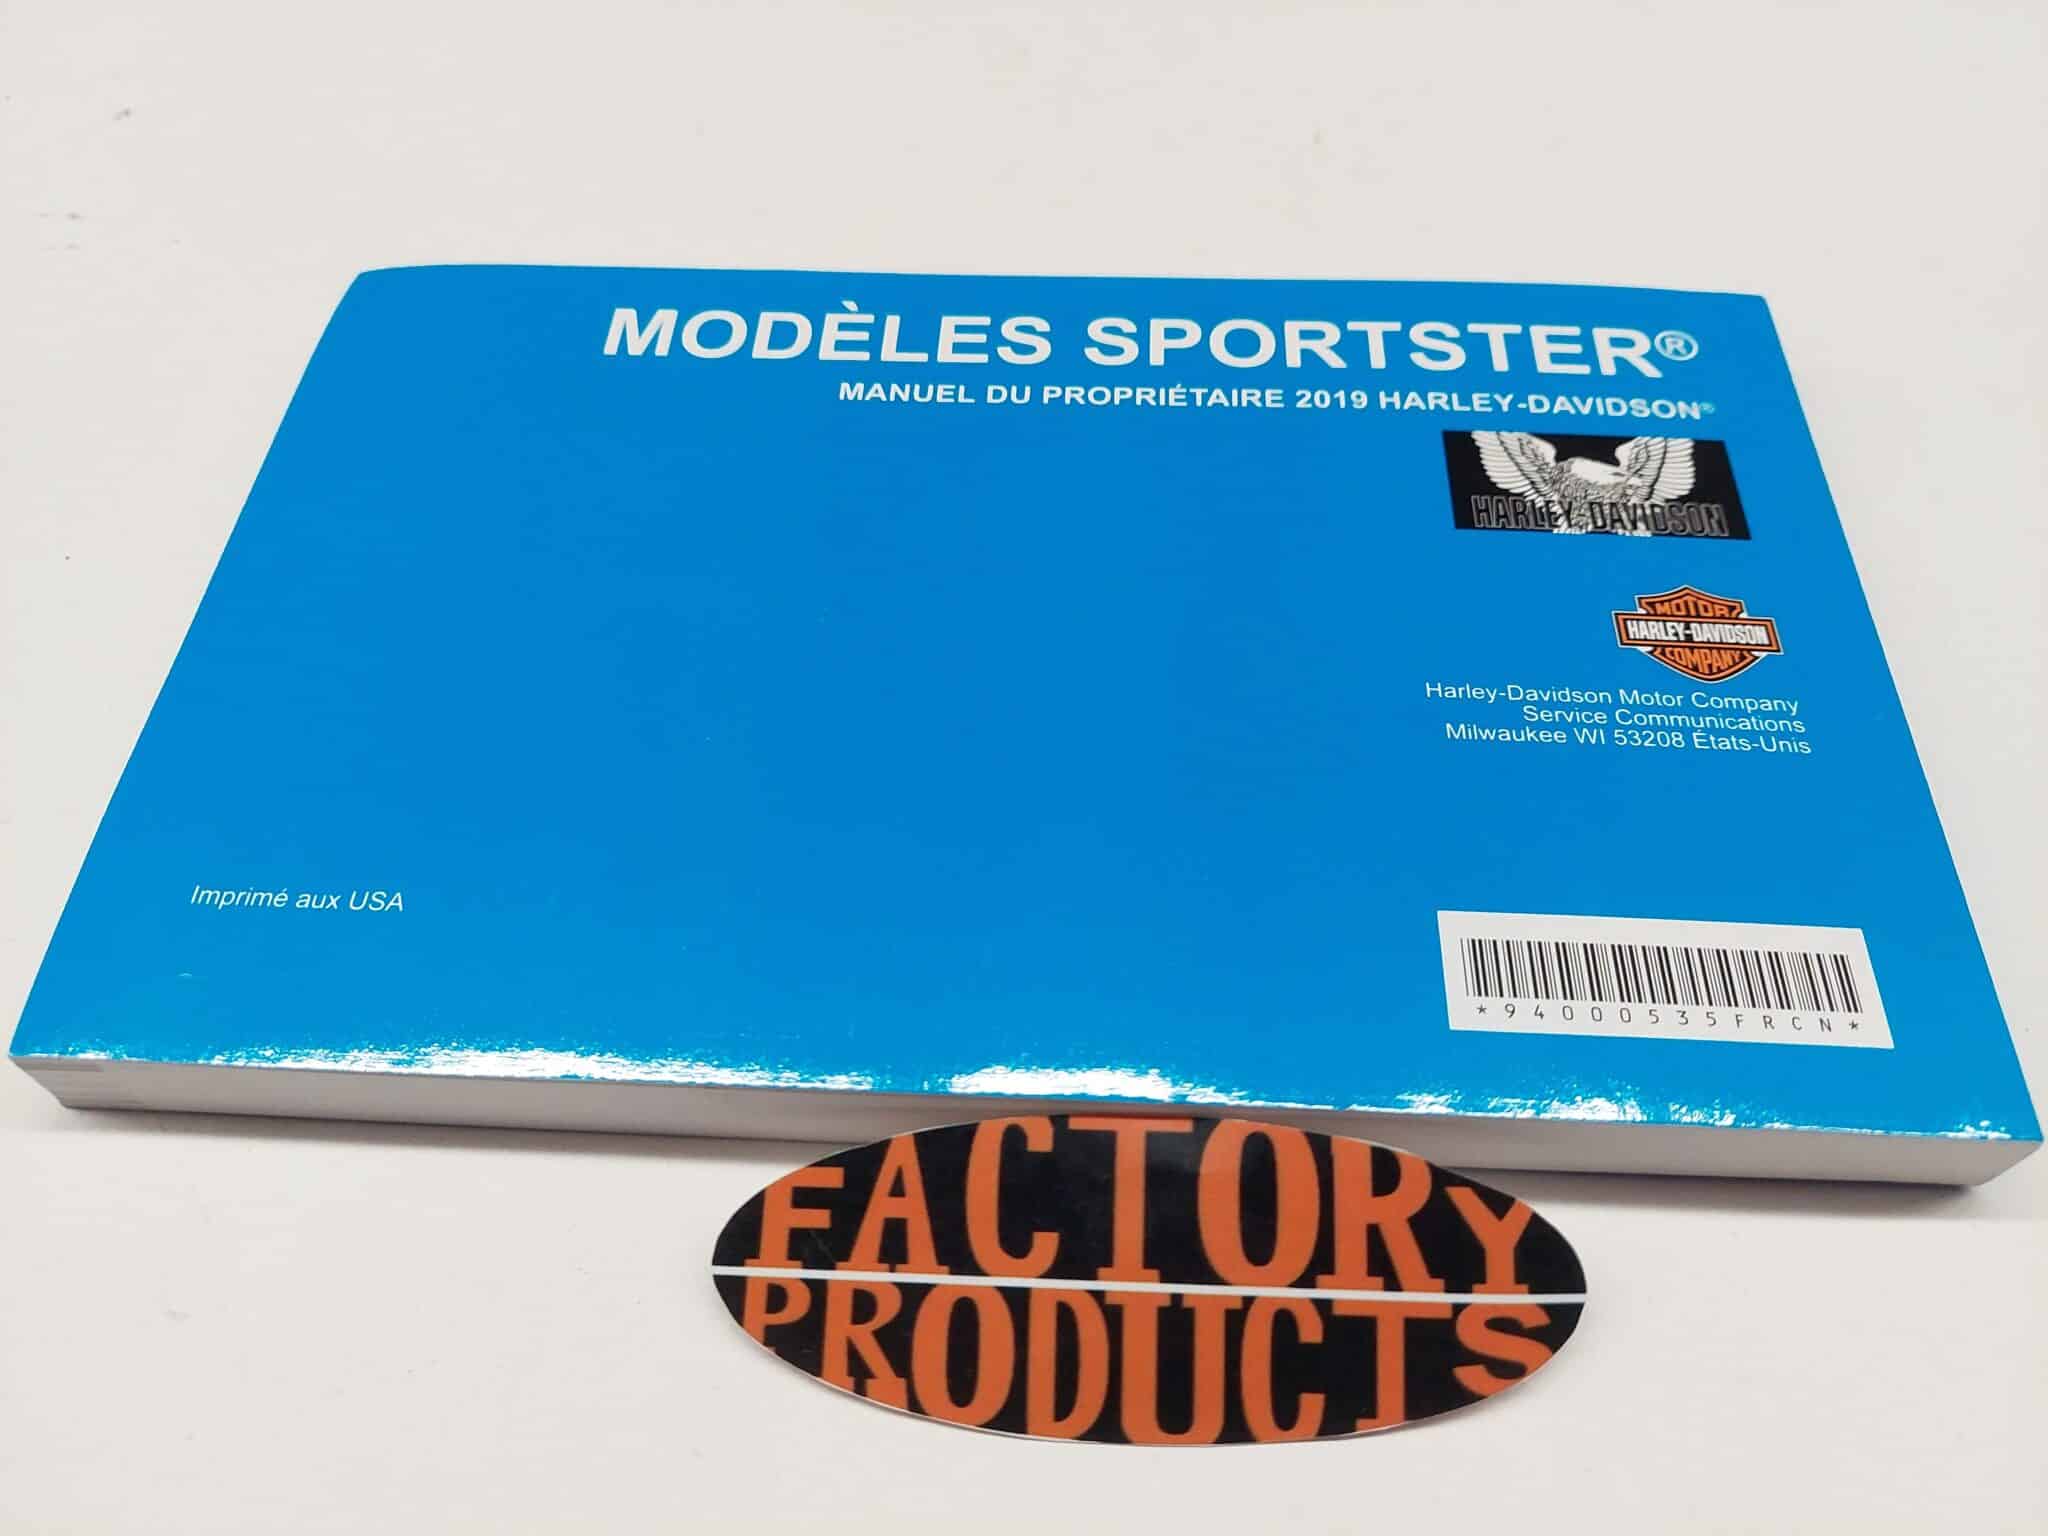 MODÈLES SPORTSTER®
MANUEL DU PROPRIÉTAIRE 2019 HARLEY-DAVIDSON®
HARLEY-DAVIDSON
MOTOR
HARLEY-DAVIDSON
COMPANY
Harley-Davidson Motor Company
Service Communications
Milwaukee WI 53208 États-Unis
Imprimé aux USA
*94000535FRCN*
FACTORY
PRODUCTS